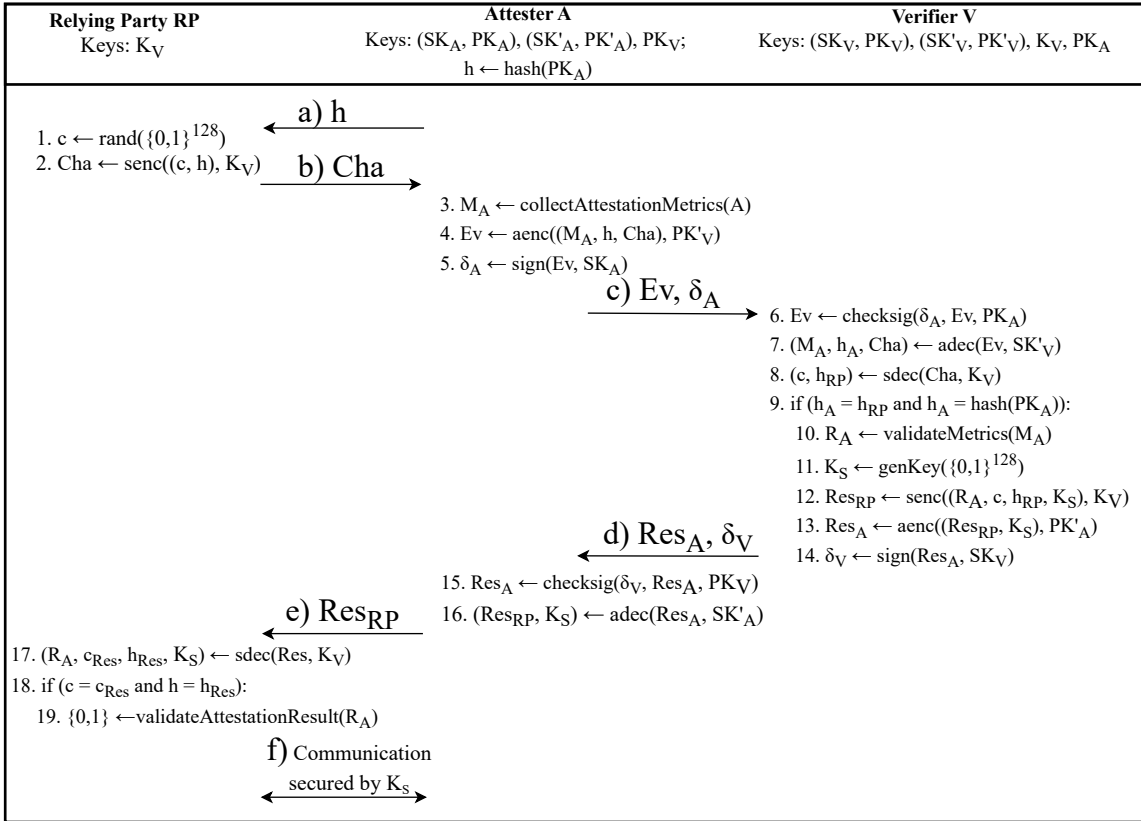 Relying Party RP
Keys: K_V
Attester A
Keys: (SK_A, PK_A), (SK'_A, PK'_A), PK_V;
h ← hash(PK_A)
Verifier V
Keys: (SK_V, PK_V), (SK'_V, PK'_V), K_V, PK_A
a) h
1. c ← rand({0,1}^128)
2. Cha ← senc((c, h), K_V)
b) Cha
3. M_A ← collectAttestationMetrics(A)
4. Ev ← aenc((M_A, h, Cha), PK'_V)
5. δ_A ← sign(Ev, SK_A)
c) Ev, δ_A
6. Ev ← checksig(δ_A, Ev, PK_A)
7. (M_A, h_A, Cha) ← adec(Ev, SK'_V)
8. (c, h_RP) ← sdec(Cha, K_V)
9. if (h_A = h_RP and h_A = hash(PK_A)):
10. R_A ← validateMetrics(M_A)
11. K_S ← genKey({0,1}^128)
12. Res_RP ← senc((R_A, c, h_RP, K_S), K_V)
13. Res_A ← aenc((Res_RP, K_S), PK'_A)
14. δ_V ← sign(Res_A, SK_V)
d) Res_A, δ_V
15. Res_A ← checksig(δ_V, Res_A, PK_V)
16. (Res_RP, K_S) ← adec(Res_A, SK'_A)
e) Res_RP
17. (R_A, c_Res, h_Res, K_S) ← sdec(Res, K_V)
18. if (c = c_Res and h = h_Res):
19. {0,1} ←validateAttestationResult(R_A)
f) Communication
secured by K_S